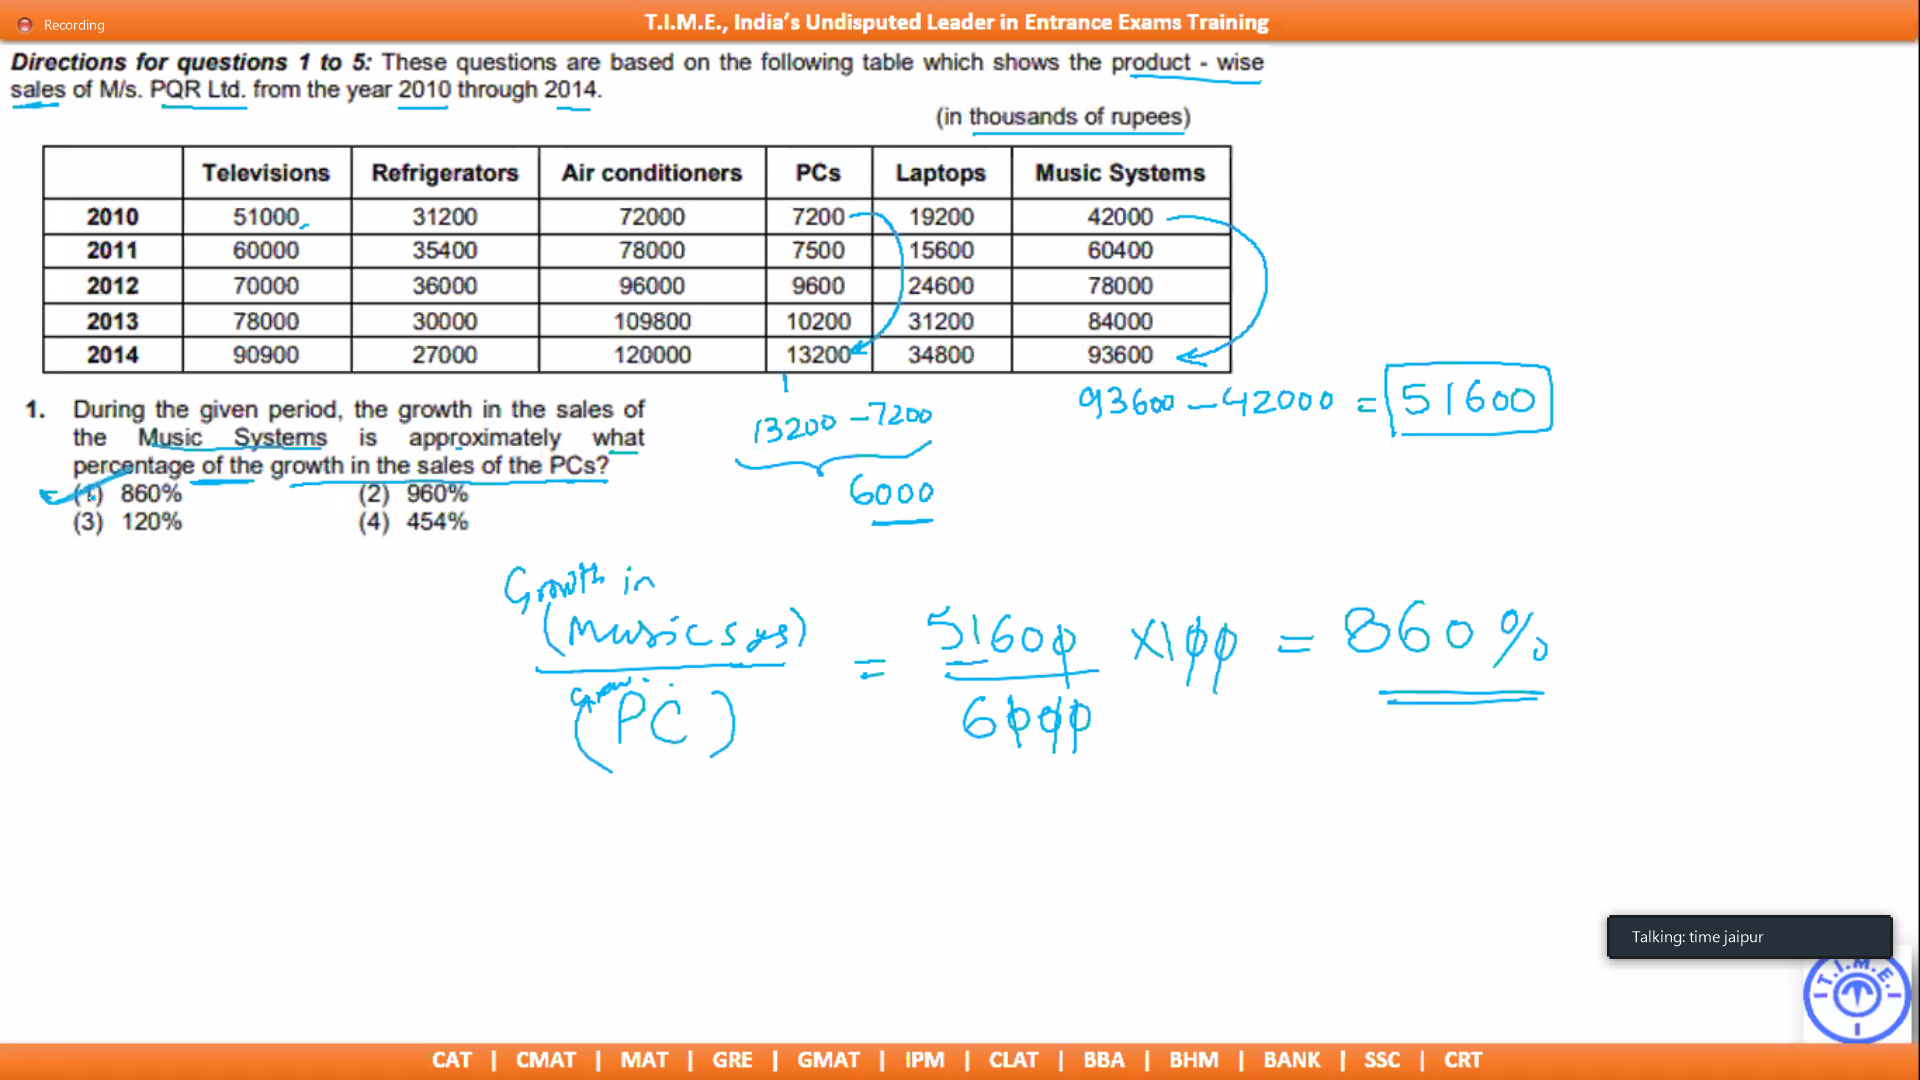 Recording
T.I.M.E., India's Undisputed Leader in Entrance Exams Training
Directions for questions 1 to 5: These questions are based on the following table which shows the product - wise
sales of M/s. PQR Ltd. from the year 2010 through 2014.
(in thousands of rupees)
Televisions Refrigerators Air conditioners PCs Laptops Music Systems
2010 51000 31200 72000 7200 19200 42000
2011 60000 35400 78000 7500 15600 60400
2012 70000 36000 96000 9600 24600 78000
2013 78000 30000 109800 10200 31200 84000
2014 90900 27000 120000 13200 34800 93600
1. During the given period, the growth in the sales of
the Music Systems is approximately what
percentage of the growth in the sales of the PCs?
(1) 860% (2) 960%
(3) 120% (4) 454%
13200 - 7200
6000
93600 - 42000 = 51600
Growth in
(Music sys)
(PC)
= 51600 X100 = 860 %
6000
Talking: time jaipur
T.I.M.E.
CAT | CMAT | MAT | GRE | GMAT | IPM | CLAT | BBA | BHM | BANK | SSC | CRT